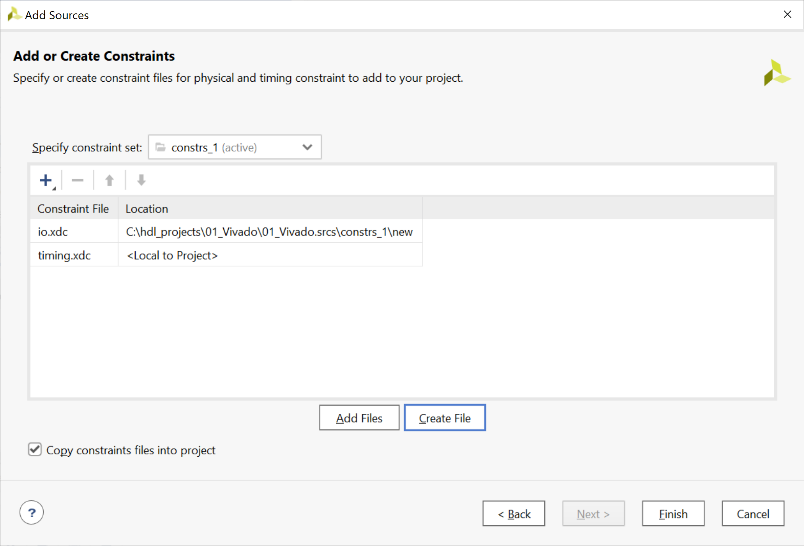 Add Sources
Add or Create Constraints
Specify or create constraint files for physical and timing constraint to add to your project.
Specify constraint set: constrs_1 (active)
Constraint File Location
io.xdc C:\hdl_projects\01_Vivado\01_Vivado.srcs\constrs_1\new
timing.xdc <Local to Project>
Add Files Create File
Copy constraints files into project
? < Back Next > Finish Cancel